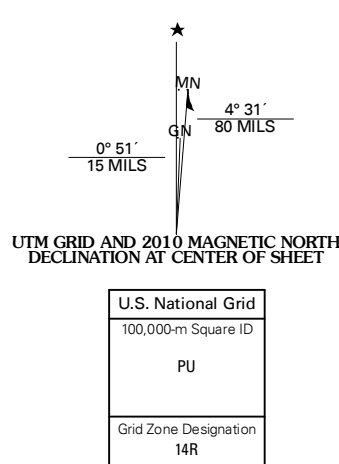 MN
4° 31´
80 MILS
GN
0° 51´
15 MILS
UTM GRID AND 2010 MAGNETIC NORTH
DECLINATION AT CENTER OF SHEET
U.S. National Grid
100,000-m Square ID
PU
Grid Zone Designation
14R